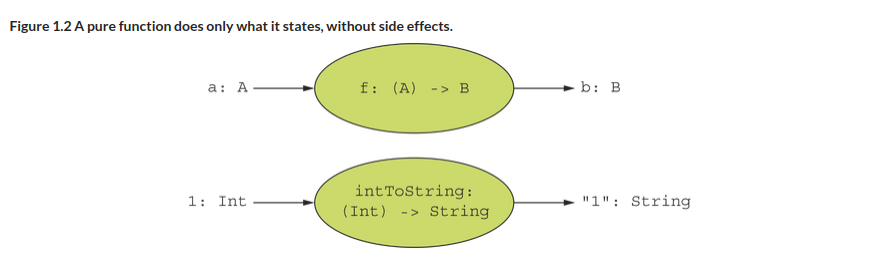 Figure 1.2 A pure function does only what it states, without side effects.
a: A
f: (A) -> B
b: B
1: Int
intToString:
(Int) -> String
"1": String